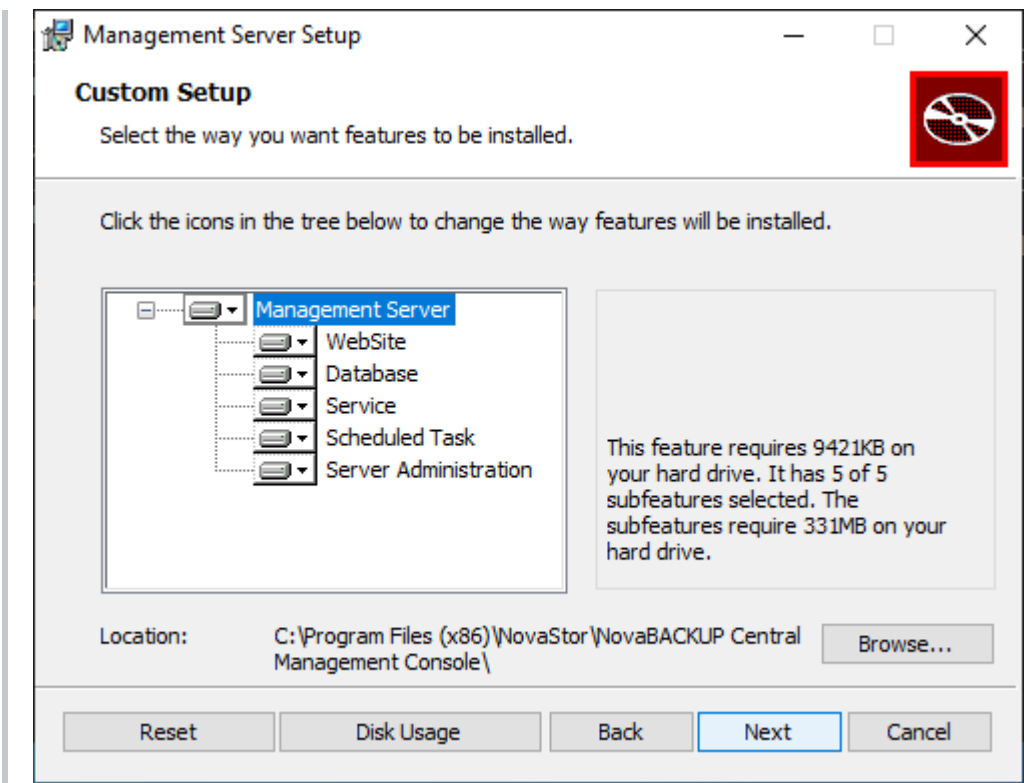 Management Server Setup
Custom Setup
Select the way you want features to be installed.
Click the icons in the tree below to change the way features will be installed.
Management Server
WebSite
Database
Service
Scheduled Task
Server Administration
This feature requires 9421KB on
your hard drive. It has 5 of 5
subfeatures selected. The
subfeatures require 331MB on your
hard drive.
Location:
C:\Program Files (x86)\NovaStor\NovaBACKUP Central
Management Console\
Browse...
Reset
Disk Usage
Back
Next
Cancel